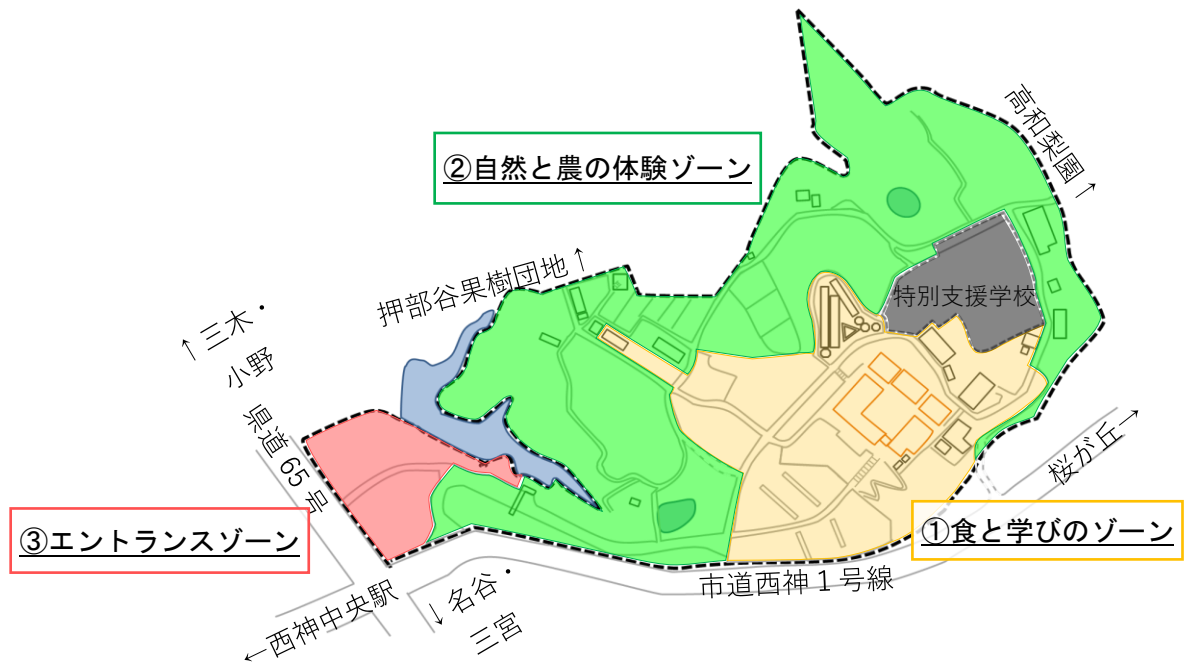 高和梨園↑
②自然と農の体験ゾーン
押部谷果樹団地↑
特別支援学校
↑三木・
小野
県道65号
桜が丘→
③エントランスゾーン
①食と学びのゾーン
市道西神1号線
←西神中央駅
↓名谷・
三宮